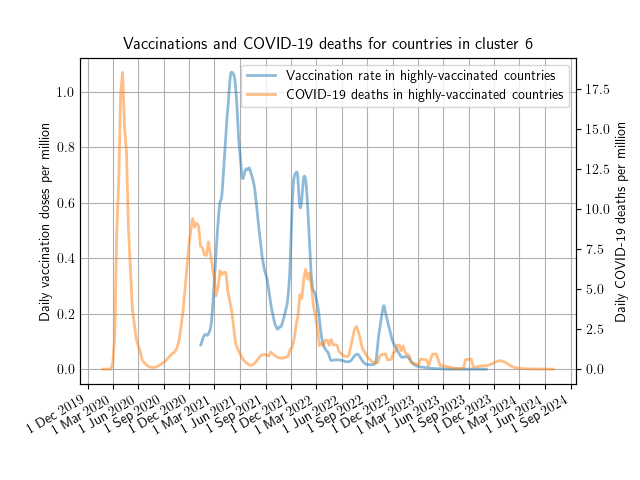 Vaccinations and COVID-19 deaths for countries in cluster 6
Vaccination rate in highly-vaccinated countries
COVID-19 deaths in highly-vaccinated countries
Daily vaccination doses per million
1.0
0.8
0.6
0.4
0.2
0.0
17.5
15.0
12.5
10.0
7.5
5.0
2.5
0.0
Daily COVID-19 deaths per million
1 Dec 2019
1 Mar 2020
1 Jun 2020
1 Sep 2020
1 Dec 2020
1 Mar 2021
1 Jun 2021
1 Sep 2021
1 Dec 2021
1 Mar 2022
1 Jun 2022
1 Sep 2022
1 Dec 2022
1 Mar 2023
1 Jun 2023
1 Sep 2023
1 Dec 2023
1 Mar 2024
1 Jun 2024
1 Sep 2024